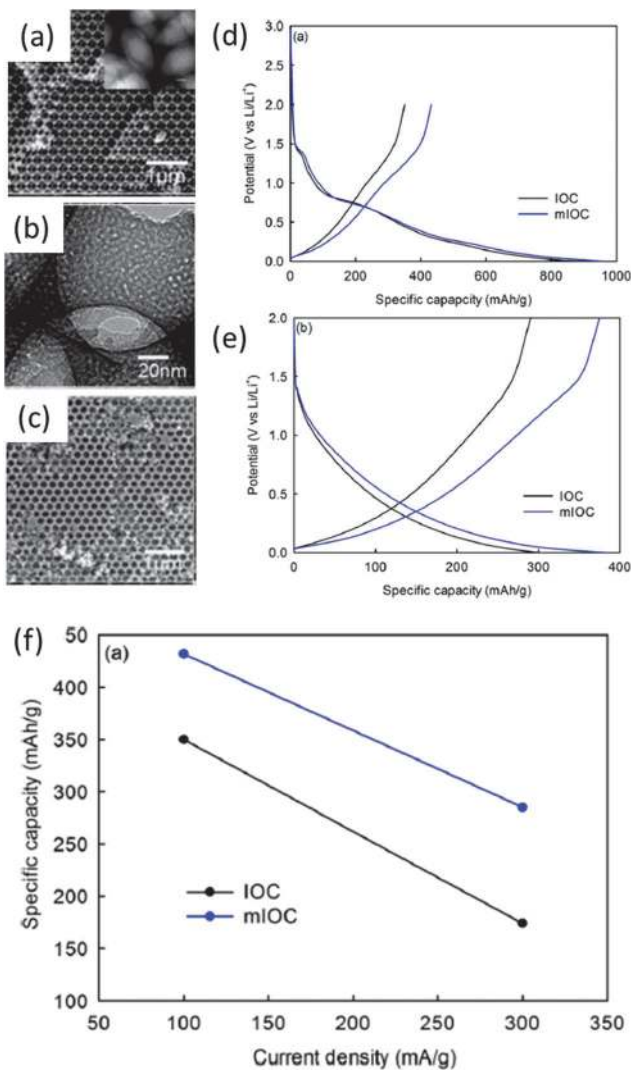 (a)
1μm
(b)
20nm
(c)
1μm
(d)
(a)
Potential (V vs Li/Li⁺)
3.0
2.5
2.0
1.5
1.0
0.5
0.0
IOC
mIOC
0 200 400 600 800 1000
Specific capapcity (mAh/g)
(e)
(b)
Potential (V vs Li/Li⁺)
2.0
1.5
1.0
0.5
0.0
IOC
mIOC
0 100 200 300 400
Specific capacity (mAh/g)
(f)
(a)
Specific capacity (mAh/g)
50
400
350
300
250
200
150
100
IOC
mIOC
50 100 150 200 250 300 350
Current density (mA/g)